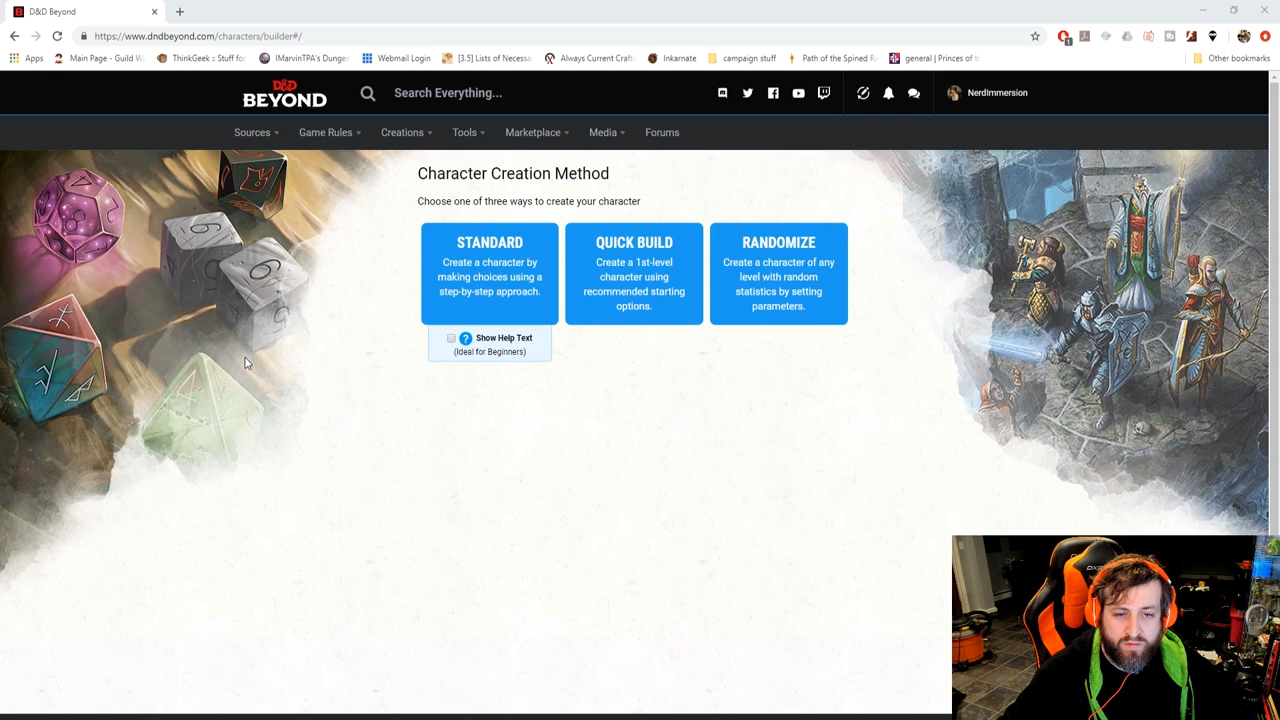 D&D Beyond
https://www.dndbeyond.com/characters/builder#/
Apps
Main Page - Guild W
ThinkGeek :: Stuff for
IMarvinTPA's Dunge
Webmail Login
[3.5] Lists of Necessa
Always Current Craft
Inkarnate
campaign stuff
Path of the Spined R
general | Princes of t
Other bookmarks
D&D
BEYOND
Search Everything...
NerdImmersion
Sources
Game Rules
Creations
Tools
Marketplace
Media
Forums
Character Creation Method
Choose one of three ways to create your character
STANDARD
Create a character by
making choices using a
step-by-step approach.
QUICK BUILD
Create a 1st-level
character using
recommended starting
options.
RANDOMIZE
Create a character of any
level with random
statistics by setting
parameters.
? Show Help Text
(Ideal for Beginners)